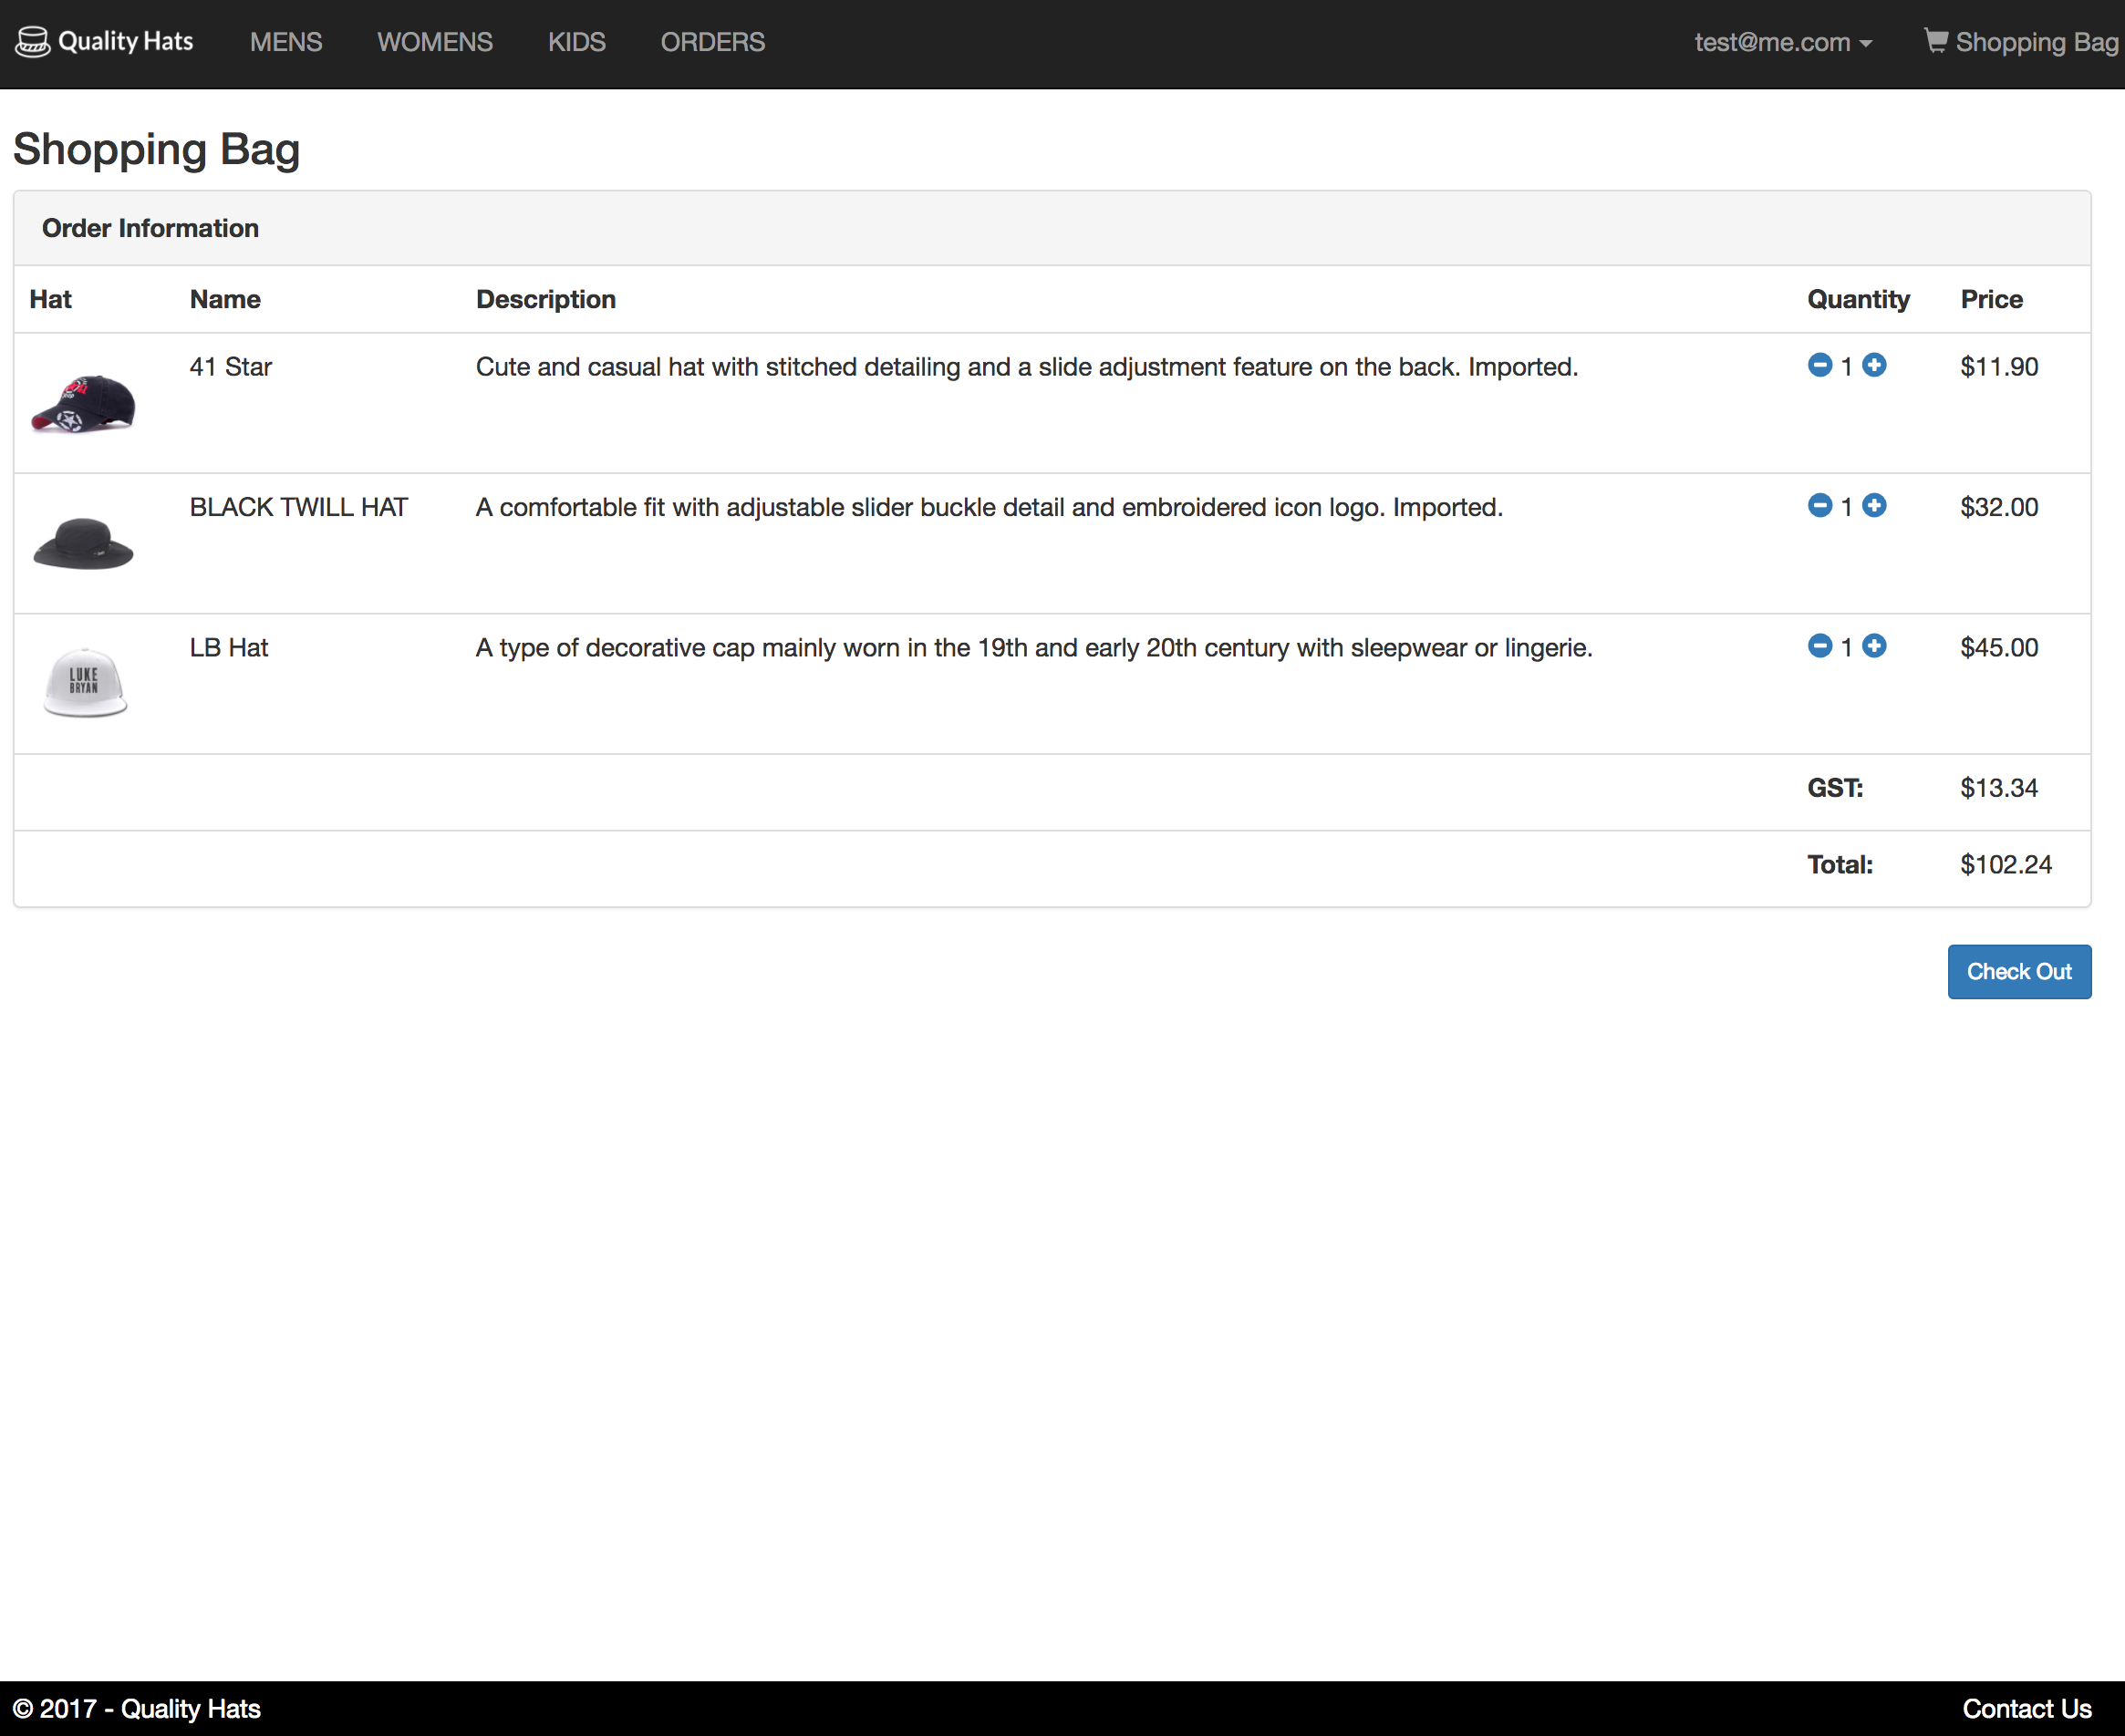 Quality Hats MENS WOMENS KIDS ORDERS test@me.com Shopping Bag
Shopping Bag
Order Information
Hat Name Description Quantity Price
41 Star Cute and casual hat with stitched detailing and a slide adjustment feature on the back. Imported. 1 $11.90
BLACK TWILL HAT A comfortable fit with adjustable slider buckle detail and embroidered icon logo. Imported. 1 $32.00
LB Hat A type of decorative cap mainly worn in the 19th and early 20th century with sleepwear or lingerie. 1 $45.00
LUKE
BRYAN
GST: $13.34
Total: $102.24
Check Out
© 2017 - Quality Hats Contact Us